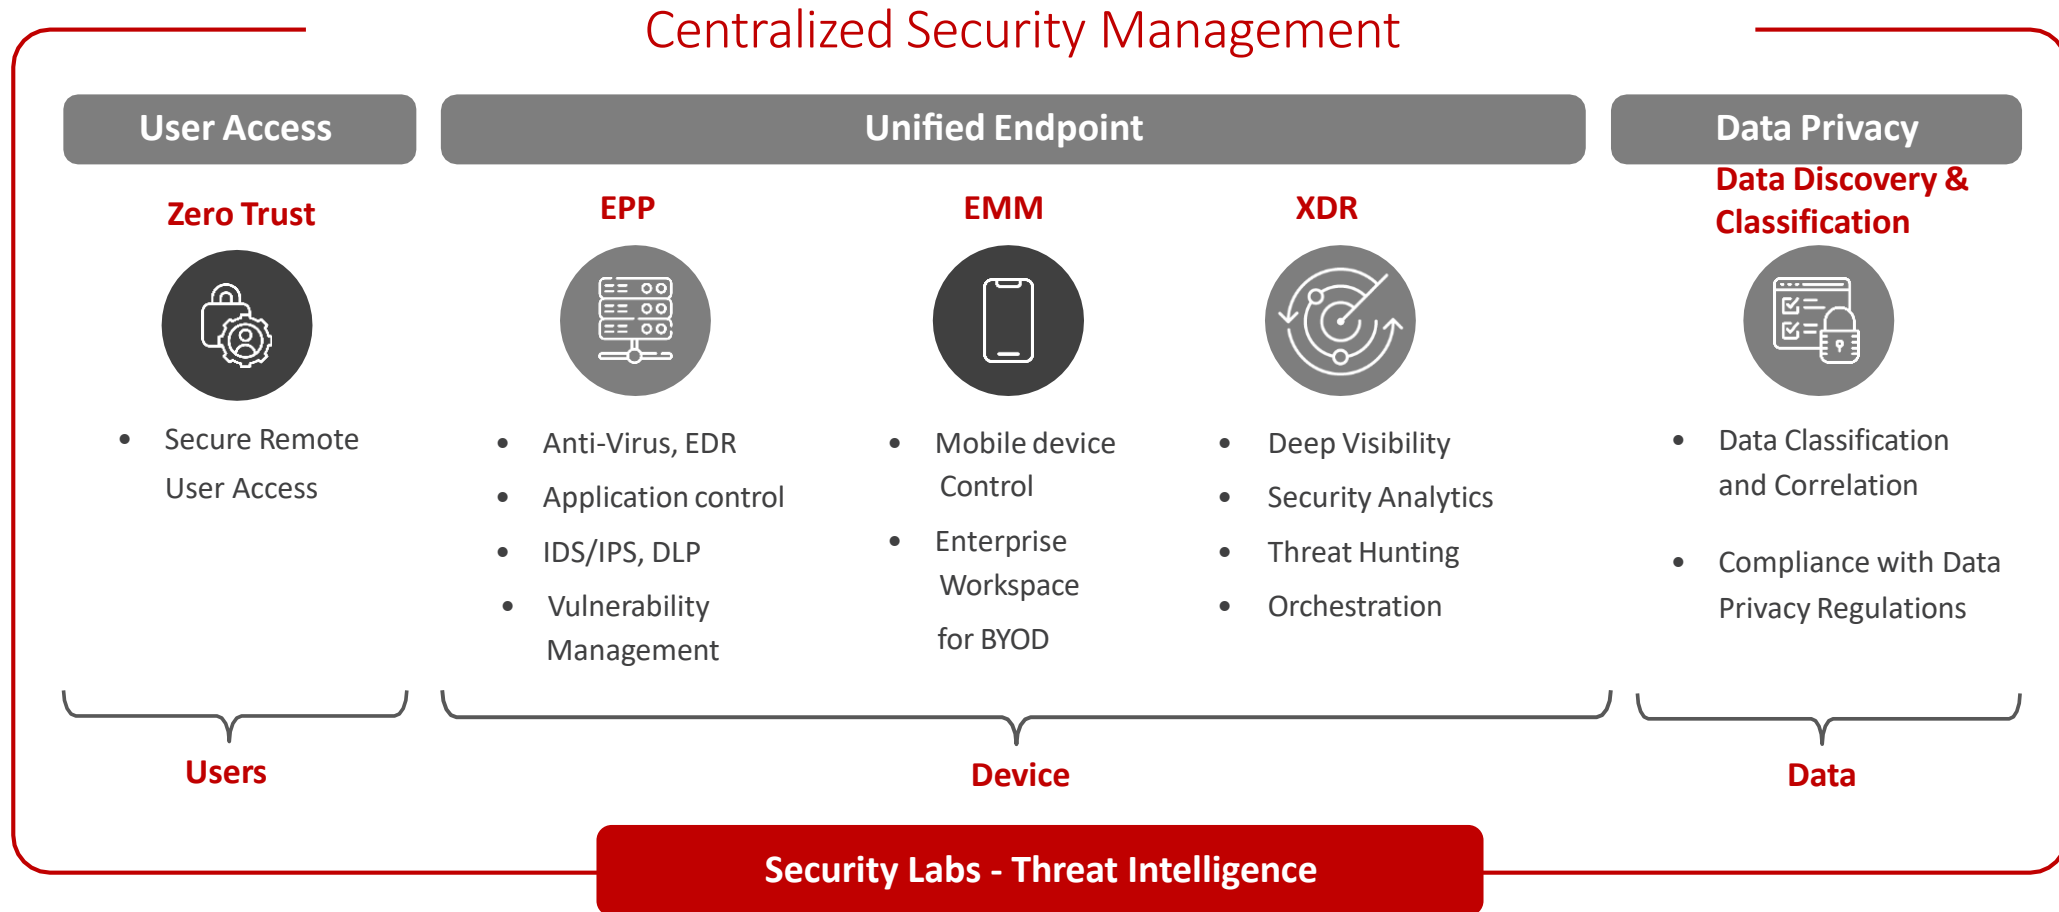 Centralized Security Management
User Access
Unified Endpoint
Data Privacy
Zero Trust
EPP
EMM
XDR
Data Discovery &
Classification
• Secure Remote
User Access
• Anti-Virus, EDR
• Application control
• IDS/IPS, DLP
• Vulnerability
Management
• Mobile device
Control
• Enterprise
Workspace
for BYOD
• Deep Visibility
• Security Analytics
• Threat Hunting
• Orchestration
• Data Classification
and Correlation
• Compliance with Data
Privacy Regulations
Users
Device
Data
Security Labs - Threat Intelligence